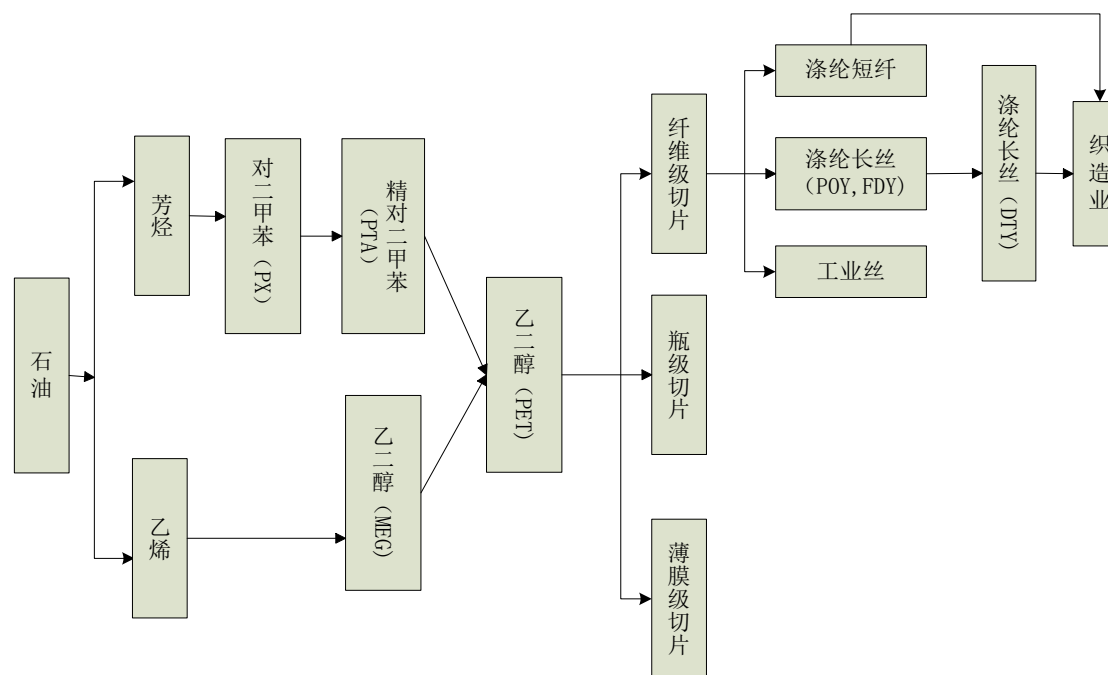 石油
芳烃
乙烯
对二甲苯（PX）
精对二甲苯
（PTA）
乙二醇（MEG）
乙二醇（PET）
纤维级切片
瓶级切片
薄膜级切片
涤纶短纤
涤纶长丝
（POY,FDY）
工业丝
涤纶长丝（DTY）
织造业